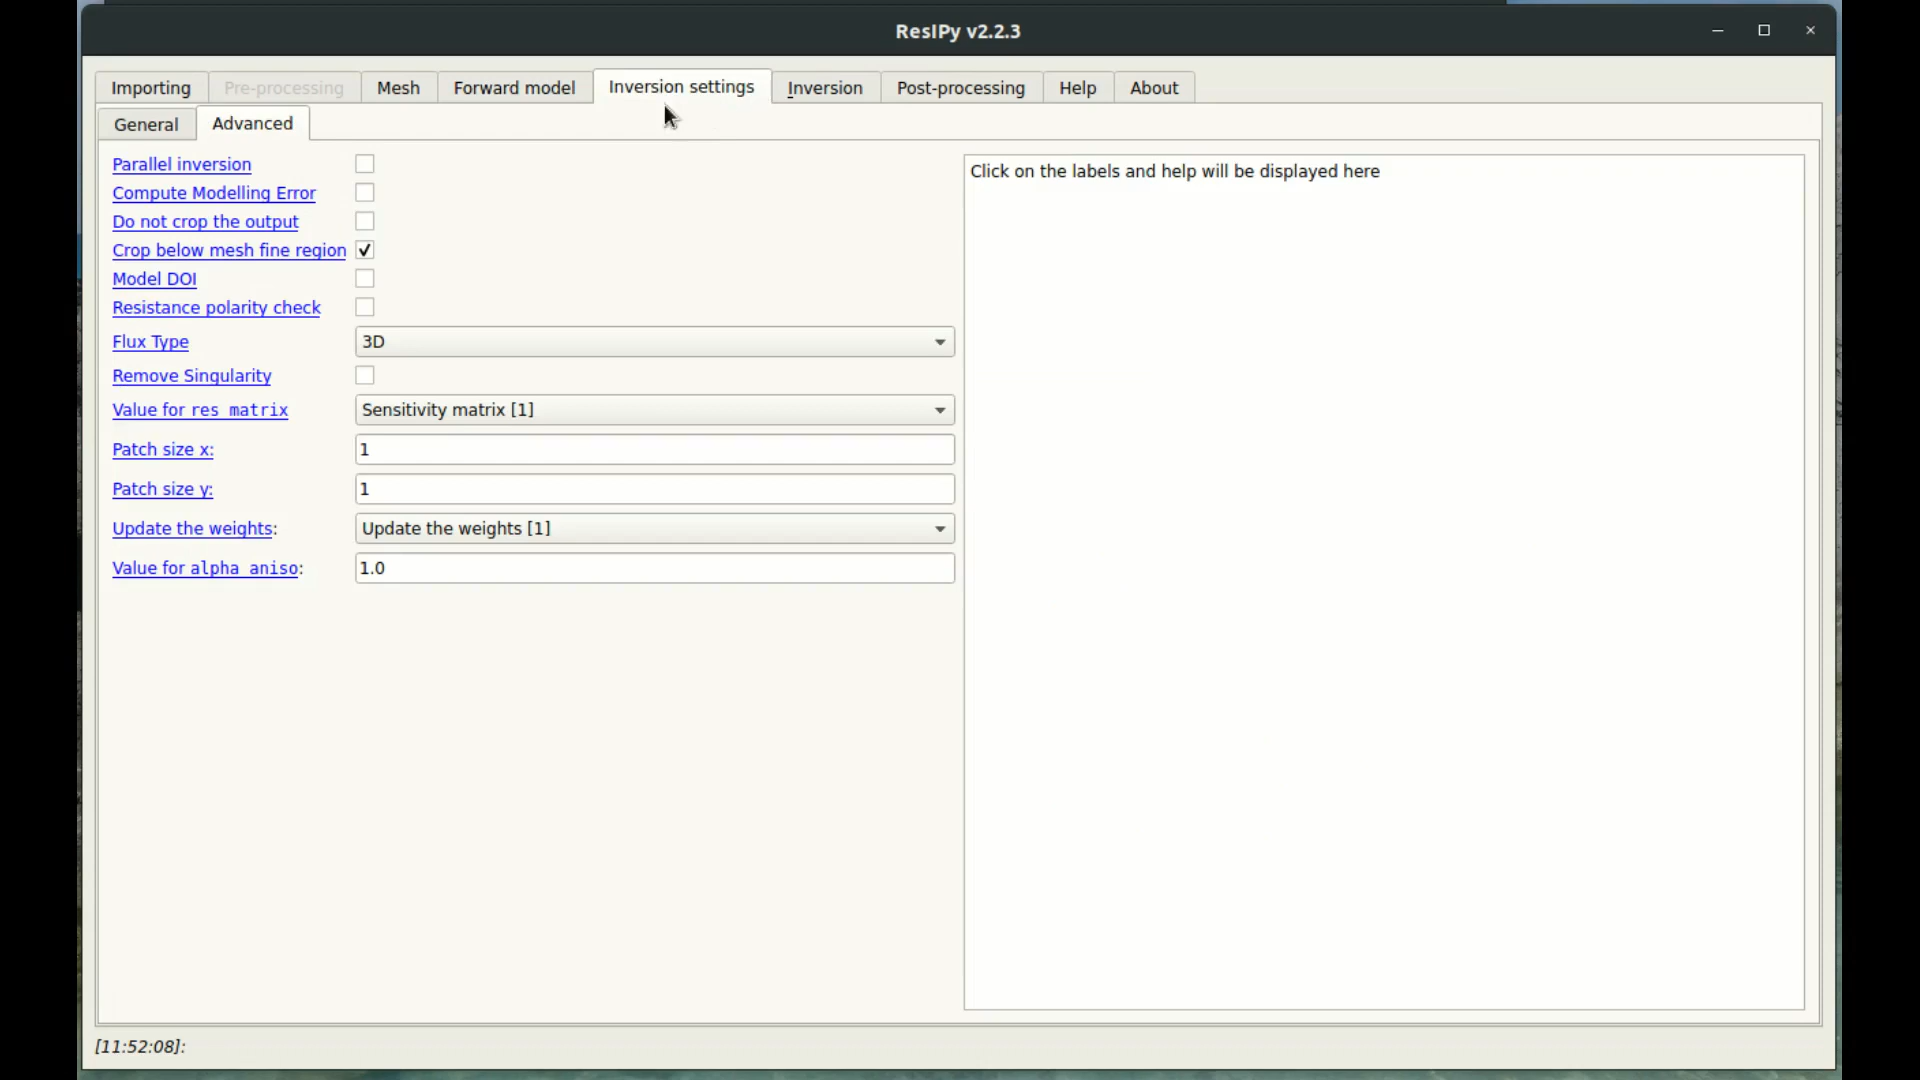 ResIPy v2.2.3
Importing Pre-processing Mesh Forward model Inversion settings Inversion Post-processing Help About
General Advanced
Parallel inversion
Compute Modelling Error
Do not crop the output
Crop below mesh fine region
Model DOI
Resistance polarity check
Flux Type 3D
Remove Singularity
Value for res_matrix Sensitivity matrix [1]
Patch size x: 1
Patch size y: 1
Update the weights: Update the weights [1]
Value for alpha_aniso: 1.0
Click on the labels and help will be displayed here
[11:52:08]: